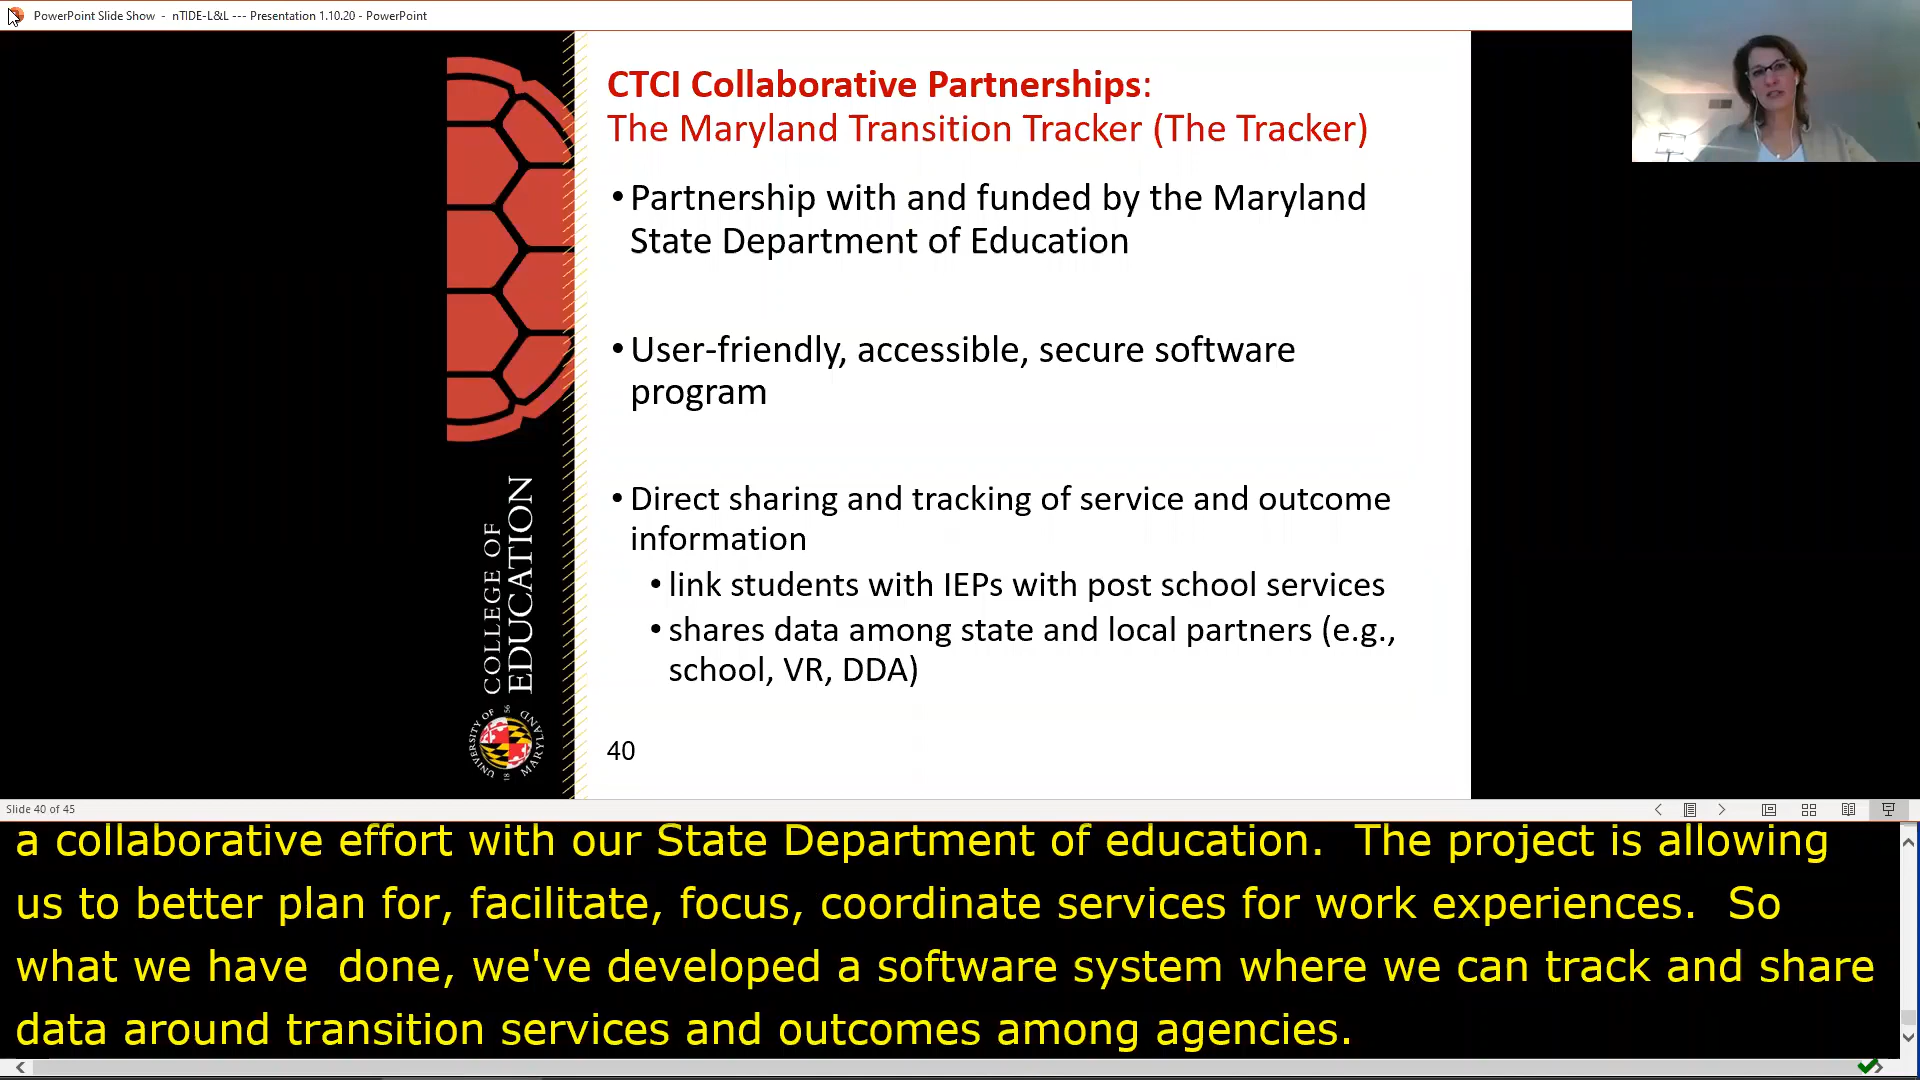 PowerPoint Slide Show - nTIDE-L&L --- Presentation 1.10.20 - PowerPoint
CTCI Collaborative Partnerships:
The Maryland Transition Tracker (The Tracker)
•Partnership with and funded by the Maryland
State Department of Education
•User-friendly, accessible, secure software
program
•Direct sharing and tracking of service and outcome
information
•link students with IEPs with post school services
•shares data among state and local partners (e.g.,
school, VR, DDA)
40
COLLEGE OF
EDUCATION
UNIVERSITY OF
MARYLAND
18
56
Slide 40 of 45
a collaborative effort with our State Department of education.  The project is allowing
us to better plan for, facilitate, focus, coordinate services for work experiences.  So
what we have  done, we've developed a software system where we can track and share
data around transition services and outcomes among agencies.